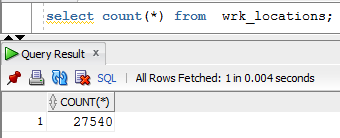 select count(*) from  wrk_locations;
Query Result ×
SQL | All Rows Fetched: 1 in 0.004 seconds
COUNT(*)
1 27540